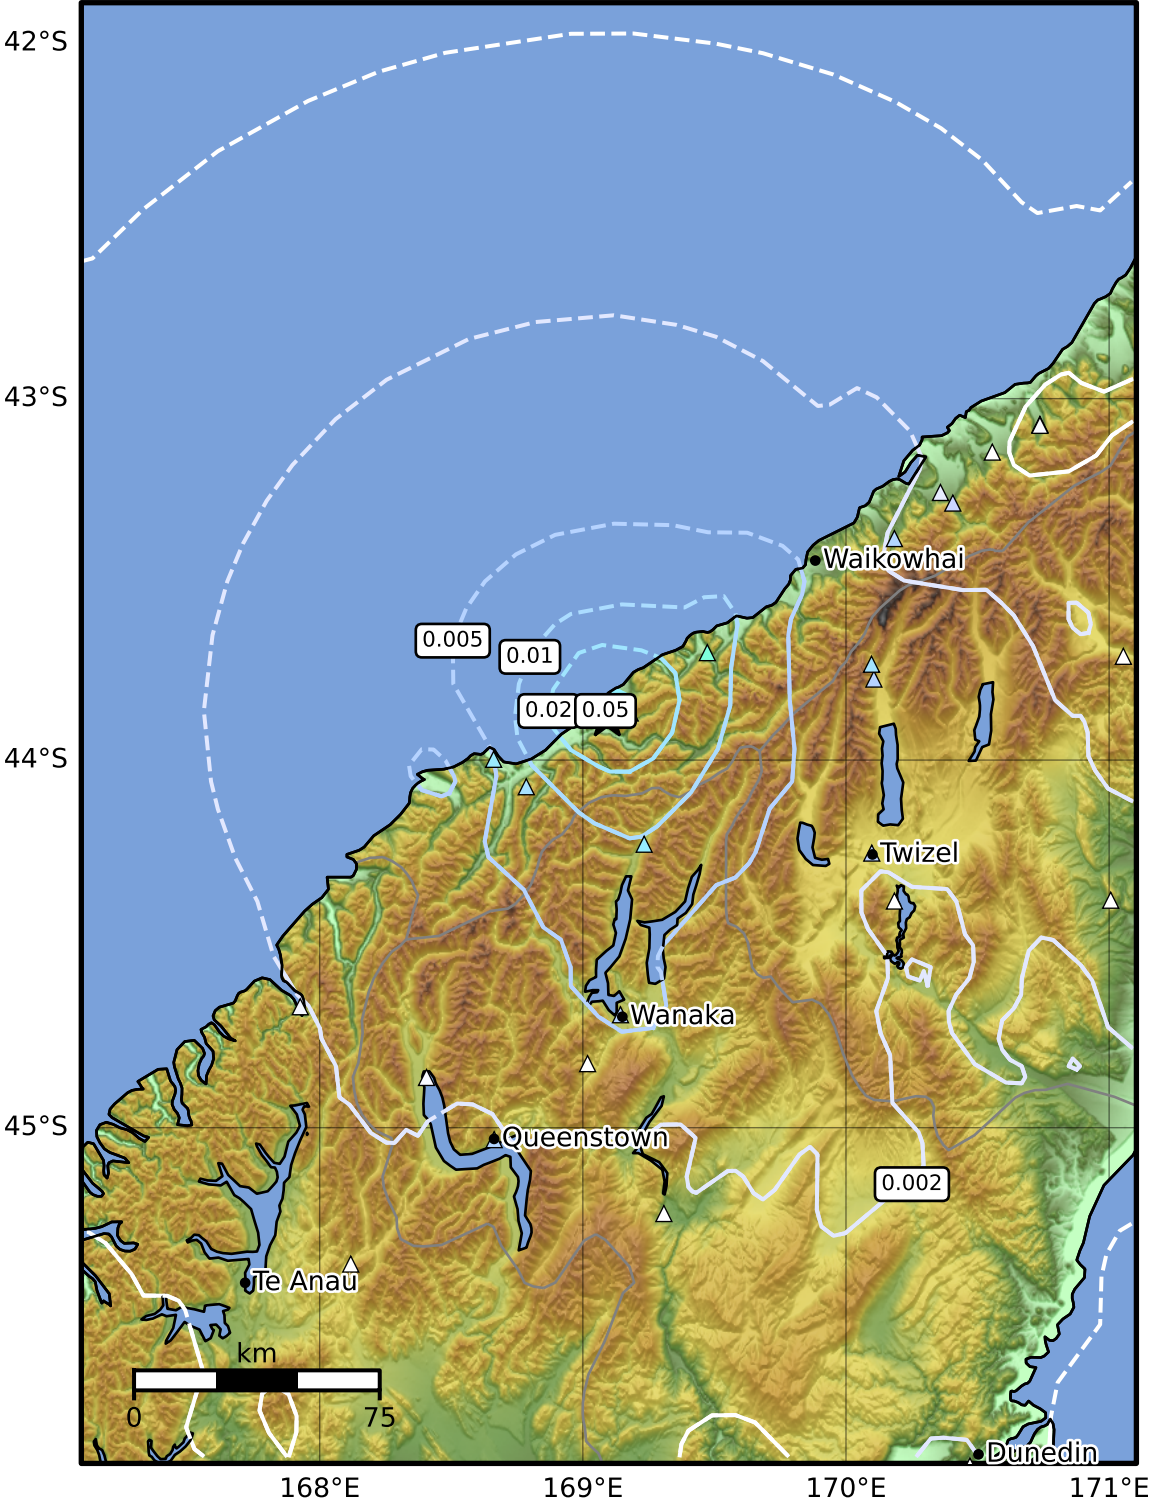 42°S
43°S
Waikowhai
0.005
0.01
0.02
0.05
44°S
Twizel
Wanaka
45°S
Queenstown
0.002
Te Anau
km
0
75
Dunedin
168°E
169°E
170°E
171°E